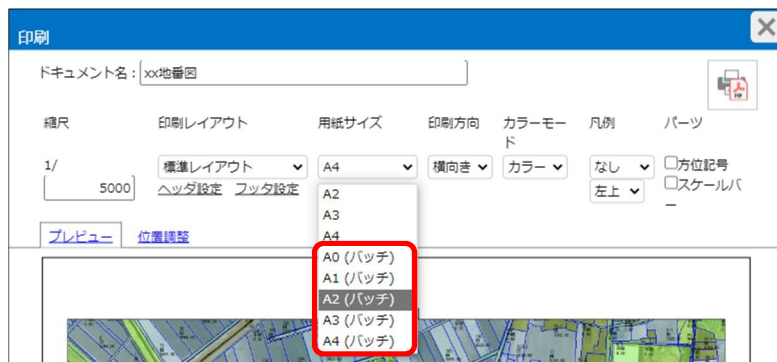 印刷
ドキュメント名： xx地番図
縮尺 印刷レイアウト 用紙サイズ 印刷方向 カラーモード 凡例 パーツ
1/ 5000 標準レイアウト A4 横向き カラー なし 方位記号
ヘッダ設定 フッタ設定 左上 スケールバー
A2
A3
A4
プレビュー 位置調整
A0 (バッチ)
A1 (バッチ)
A2 (バッチ)
A3 (バッチ)
A4 (バッチ)